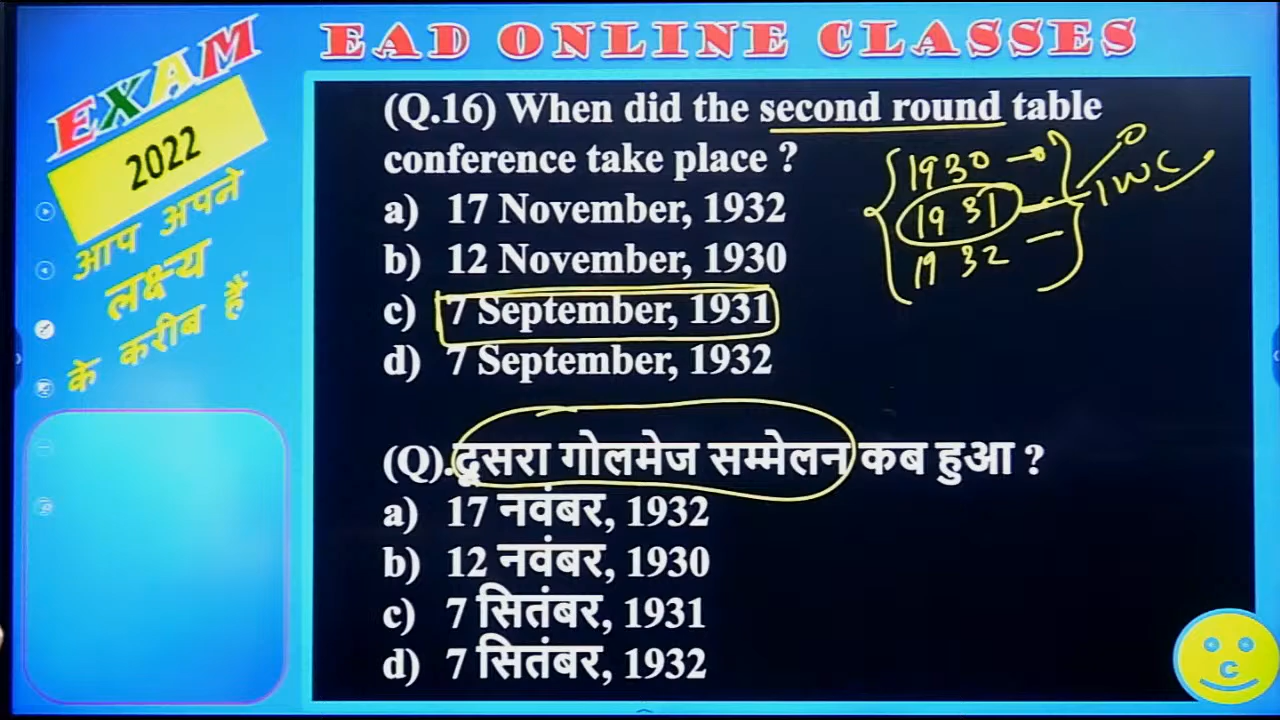 EAD ONLINE CLASSES
EXAM
2022
आप अपने
लक्ष्य
के करीब हैं
(Q.16) When did the second round table
conference take place ?
a) 17 November, 1932
b) 12 November, 1930
c) 7 September, 1931
d) 7 September, 1932
1930
1931
1932
INC
(Q).दूसरा गोलमेज सम्मेलन कब हुआ ?
a) 17 नवंबर, 1932
b) 12 नवंबर, 1930
c) 7 सितंबर, 1931
d) 7 सितंबर, 1932